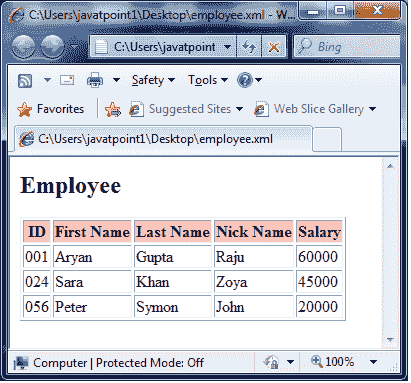 C:\Users\javatpoint1\Desktop\employee.xml - W...
C:\Users\javatpoint
Bing
Safety Tools
Favorites Suggested Sites Web Slice Gallery
C:\Users\javatpoint1\Desktop\employee.xml
Employee
ID First Name Last Name Nick Name Salary
001 Aryan Gupta Raju 60000
024 Sara Khan Zoya 45000
056 Peter Symon John 20000
Computer | Protected Mode: Off 100%